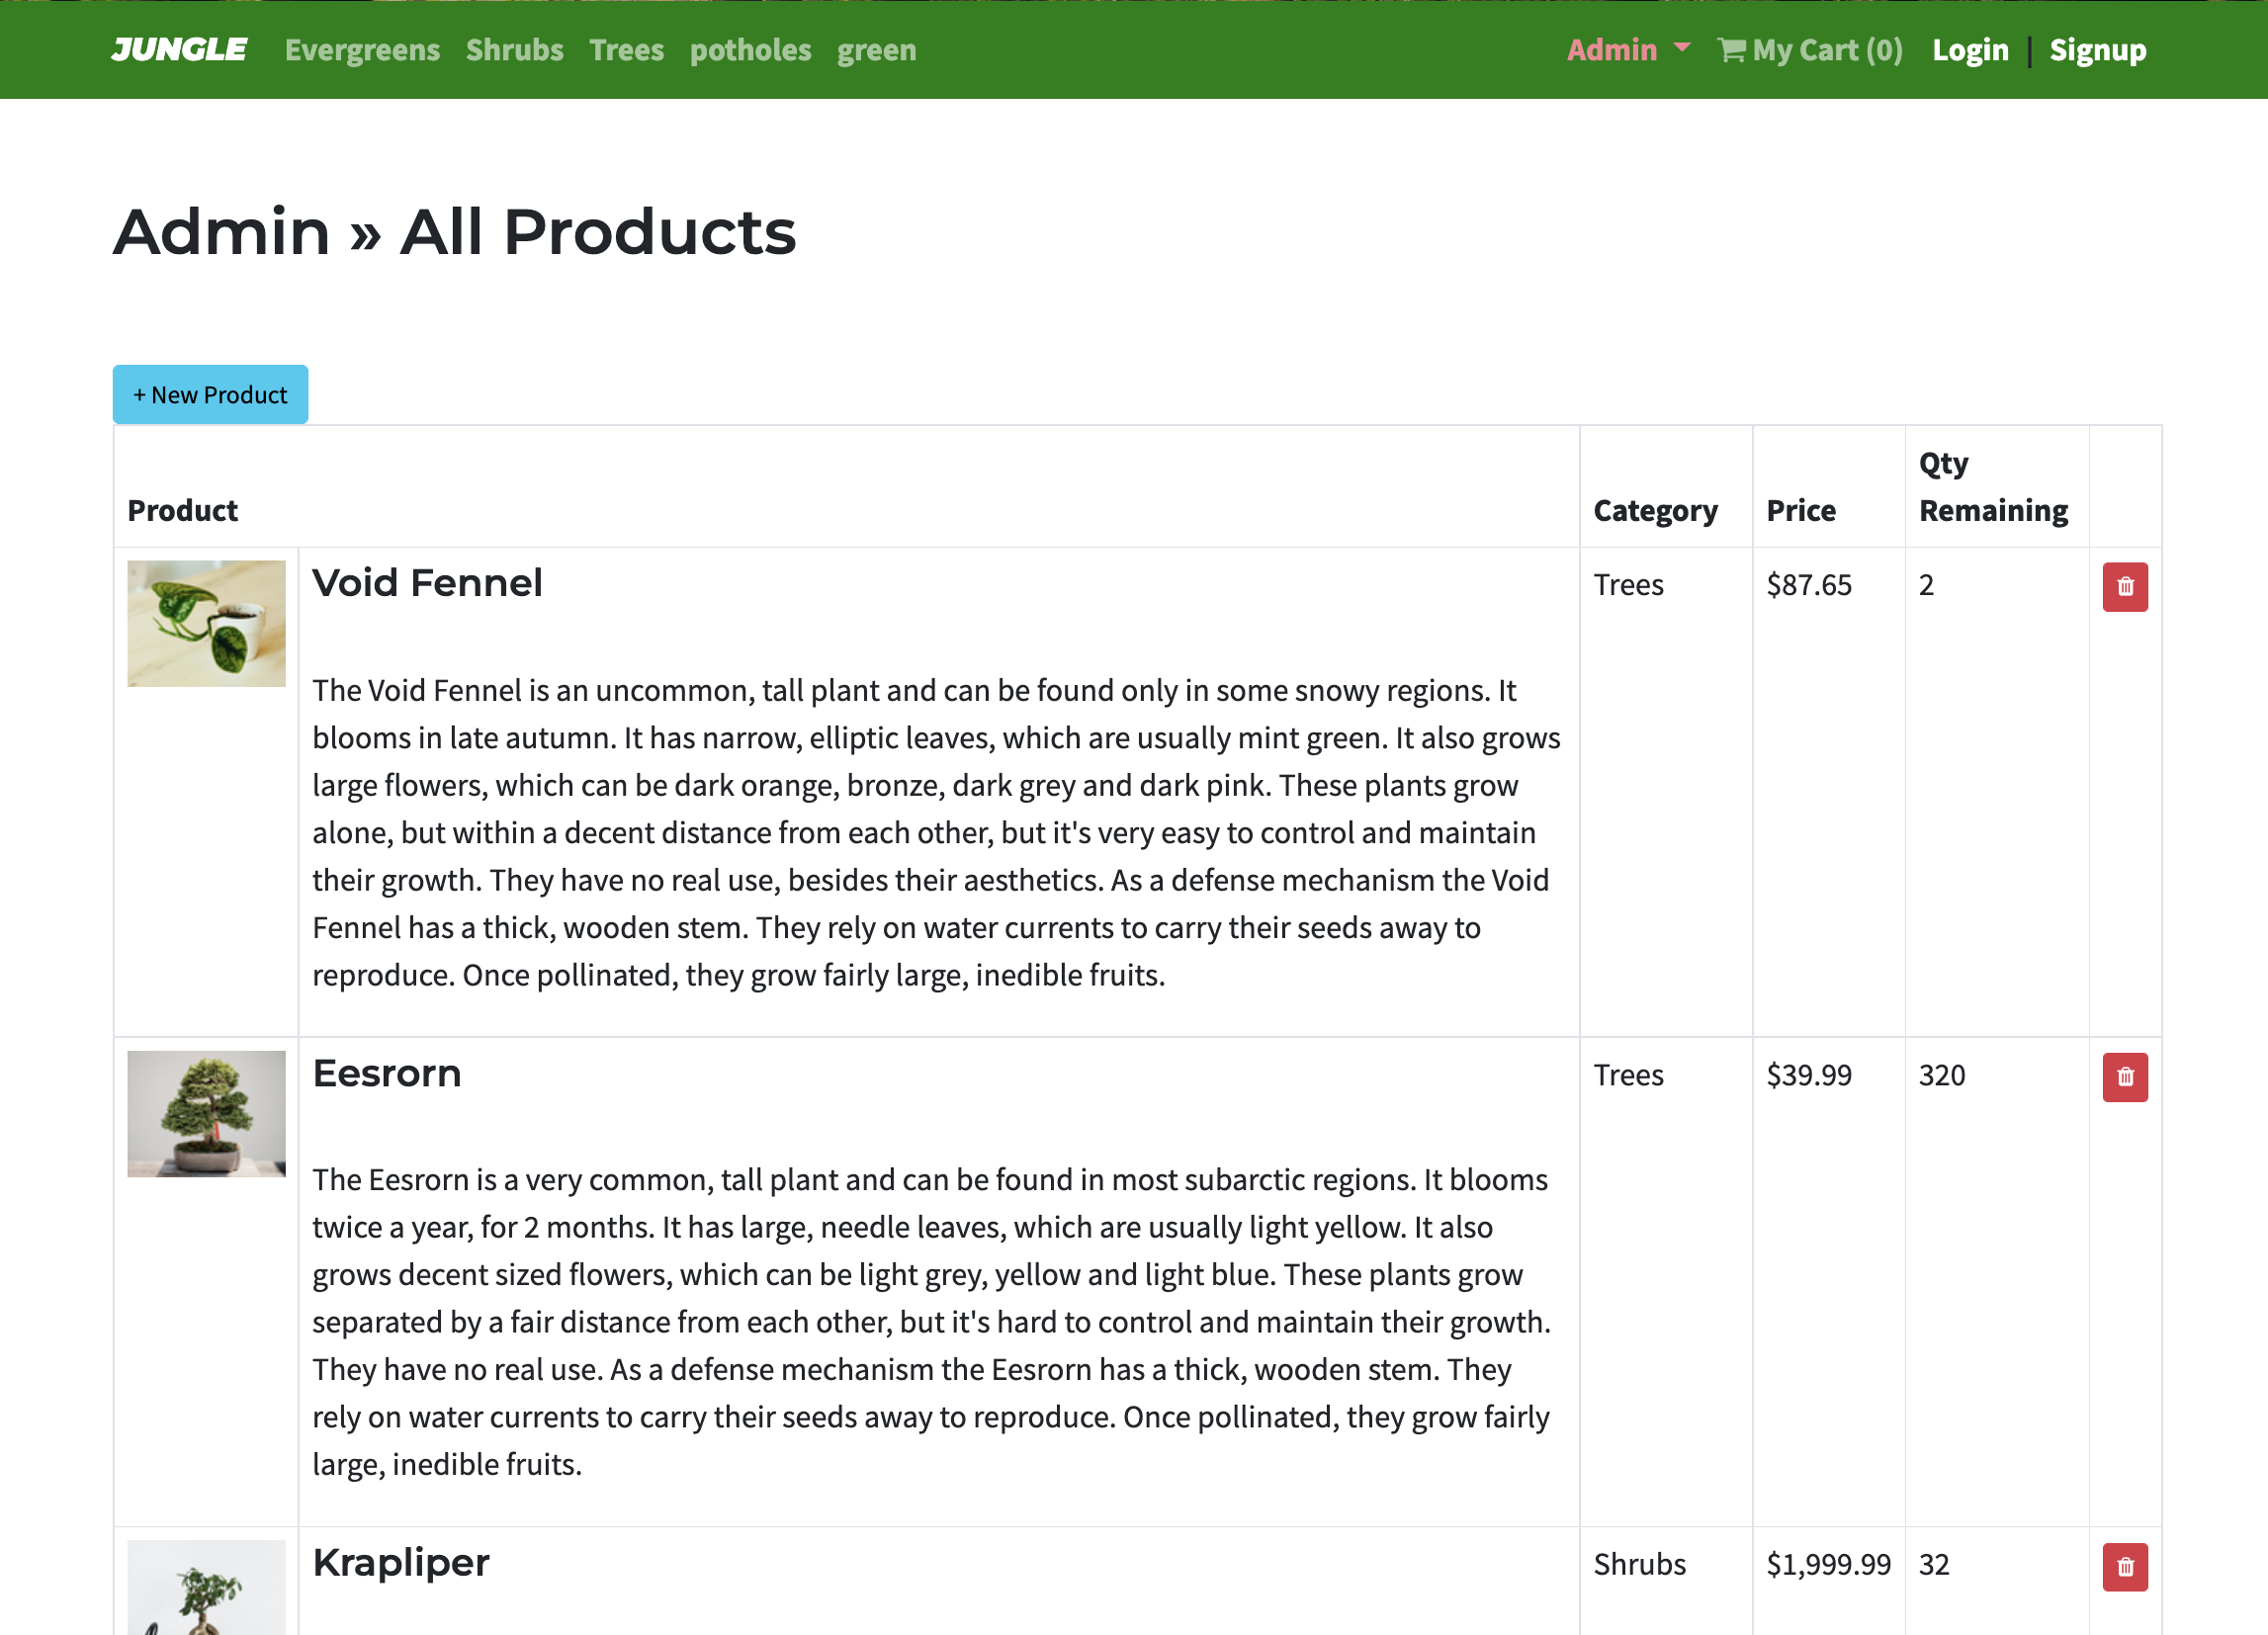 JUNGLE Evergreens Shrubs Trees potholes green Admin My Cart (0) Login | Signup
Admin » All Products
+ New Product
Product Category Price Qty Remaining
Void Fennel Trees $87.65 2
The Void Fennel is an uncommon, tall plant and can be found only in some snowy regions. It
blooms in late autumn. It has narrow, elliptic leaves, which are usually mint green. It also grows
large flowers, which can be dark orange, bronze, dark grey and dark pink. These plants grow
alone, but within a decent distance from each other, but it's very easy to control and maintain
their growth. They have no real use, besides their aesthetics. As a defense mechanism the Void
Fennel has a thick, wooden stem. They rely on water currents to carry their seeds away to
reproduce. Once pollinated, they grow fairly large, inedible fruits.
Eesrorn Trees $39.99 320
The Eesrorn is a very common, tall plant and can be found in most subarctic regions. It blooms
twice a year, for 2 months. It has large, needle leaves, which are usually light yellow. It also
grows decent sized flowers, which can be light grey, yellow and light blue. These plants grow
separated by a fair distance from each other, but it's hard to control and maintain their growth.
They have no real use. As a defense mechanism the Eesrorn has a thick, wooden stem. They
rely on water currents to carry their seeds away to reproduce. Once pollinated, they grow fairly
large, inedible fruits.
Krapliper Shrubs $1,999.99 32